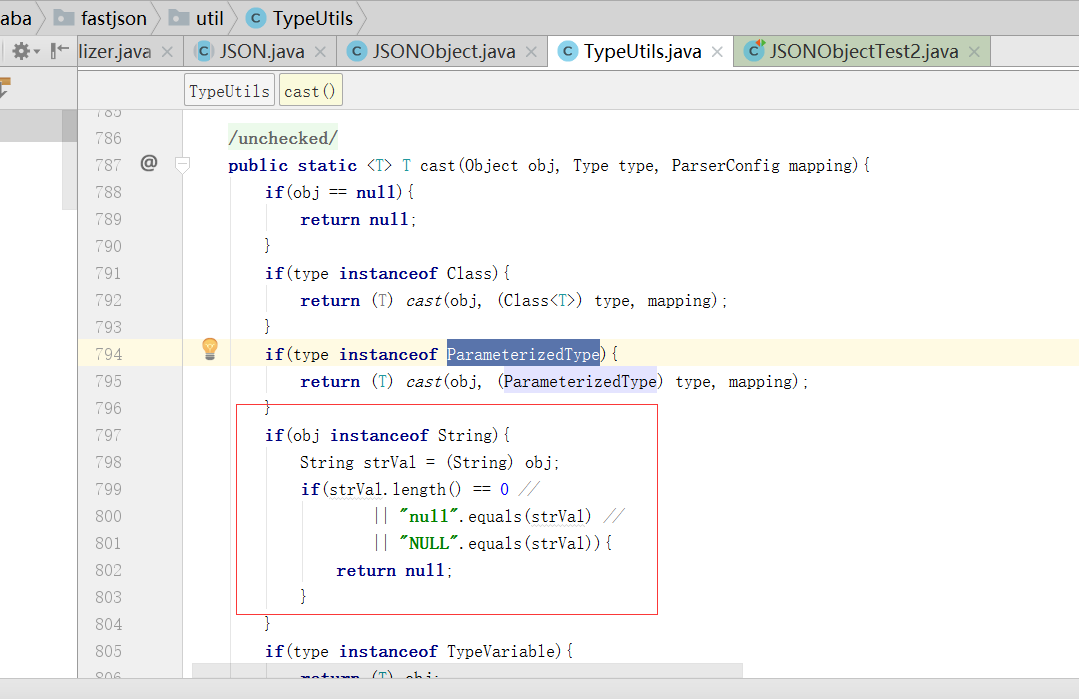 aba fastjson util TypeUtils
lizer.java JSON.java JSONObject.java TypeUtils.java JSONObjectTest2.java
TypeUtils cast()
785
786 /unchecked/
787 @ public static <T> T cast(Object obj, Type type, ParserConfig mapping){
788 if(obj == null){
789 return null;
790 }
791 if(type instanceof Class){
792 return (T) cast(obj, (Class<T>) type, mapping);
793 }
794 if(type instanceof ParameterizedType){
795 return (T) cast(obj, (ParameterizedType) type, mapping);
796 }
797 if(obj instanceof String){
798 String strVal = (String) obj;
799 if(strVal.length() == 0 //
800 || "null".equals(strVal) //
801 || "NULL".equals(strVal)){
802 return null;
803 }
804 }
805 if(type instanceof TypeVariable){
806 return (T) obj;